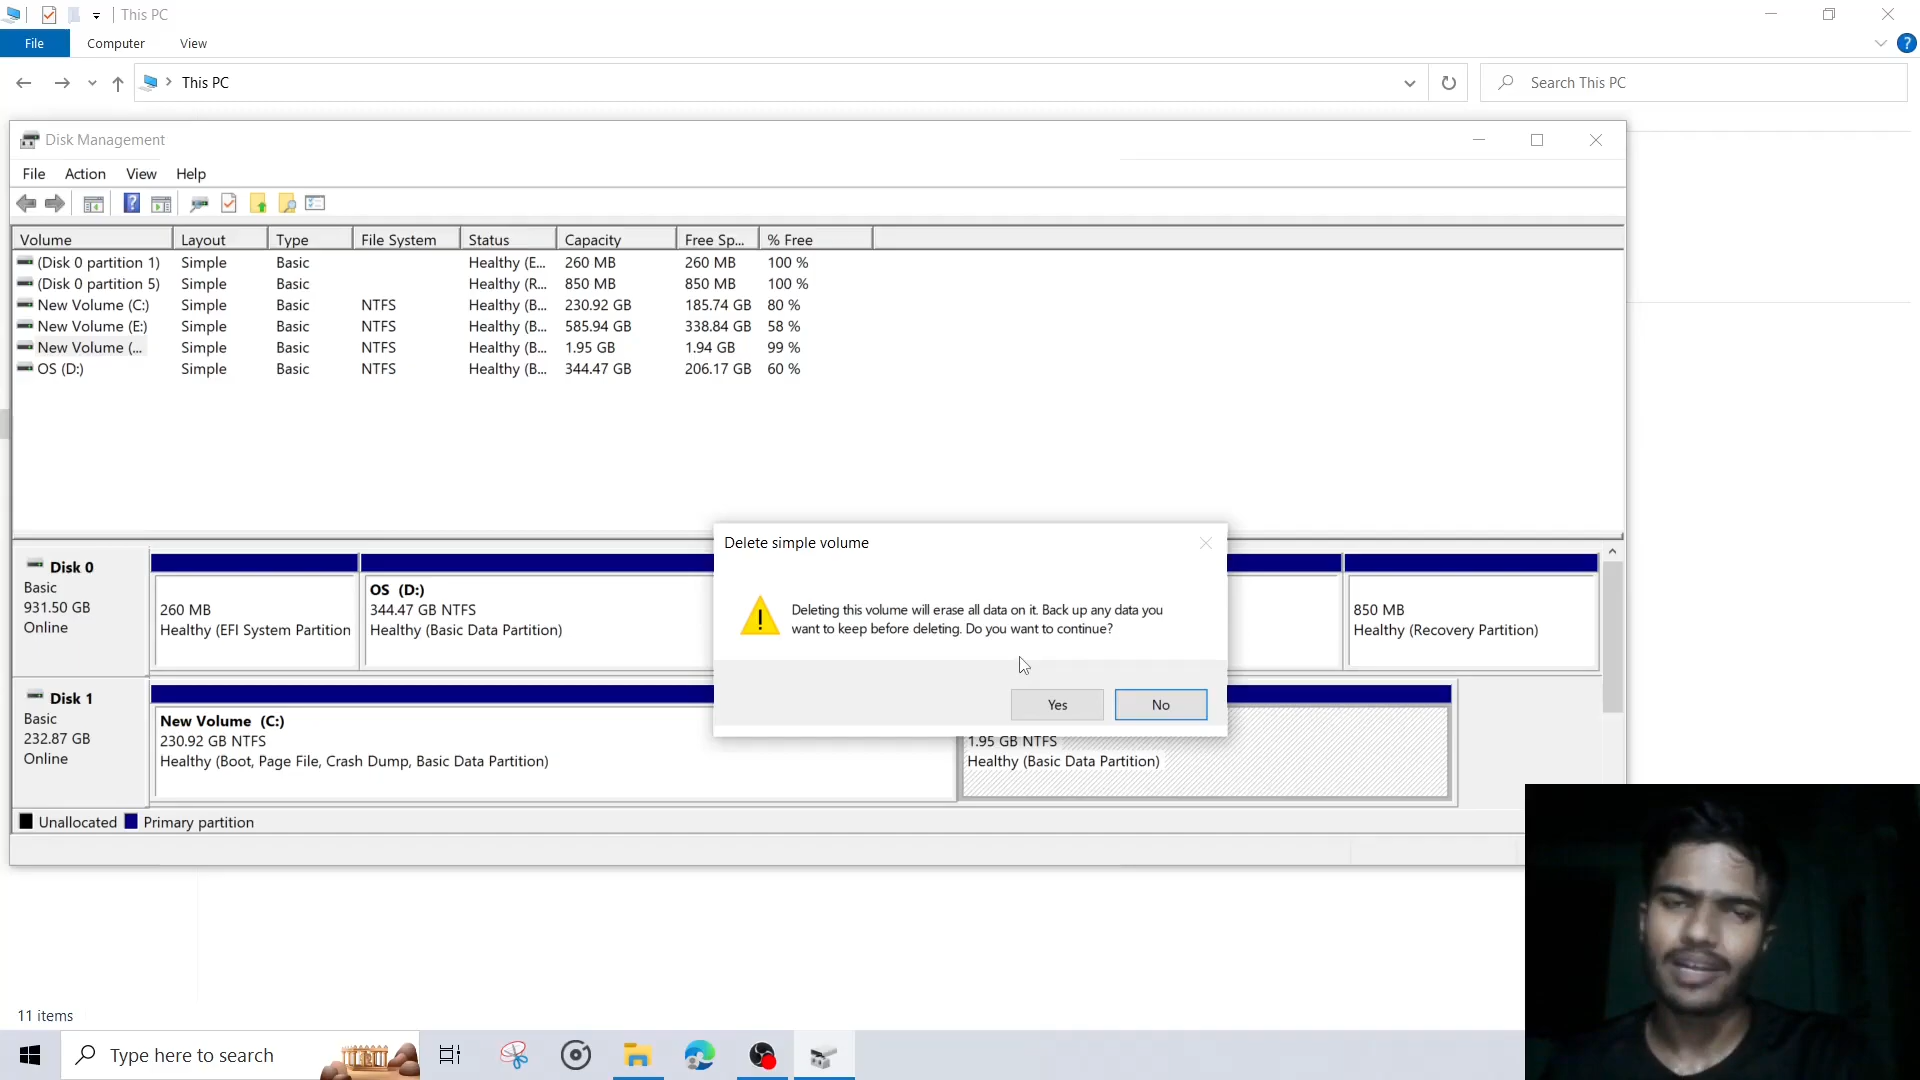 This PC
File Computer View
This PC
Search This PC
Disk Management
File Action View Help
Volume Layout Type File System Status Capacity Free Sp... % Free
(Disk 0 partition 1) Simple Basic Healthy (E... 260 MB 260 MB 100 %
(Disk 0 partition 5) Simple Basic Healthy (R... 850 MB 850 MB 100 %
New Volume (C:) Simple Basic NTFS Healthy (B... 230.92 GB 185.74 GB 80 %
New Volume (E:) Simple Basic NTFS Healthy (B... 585.94 GB 338.84 GB 58 %
New Volume (... Simple Basic NTFS Healthy (B... 1.95 GB 1.94 GB 99 %
OS (D:) Simple Basic NTFS Healthy (B... 344.47 GB 206.17 GB 60 %
Delete simple volume
Deleting this volume will erase all data on it. Back up any data you
want to keep before deleting. Do you want to continue?
Yes No
Disk 0
Basic
931.50 GB
Online
260 MB
Healthy (EFI System Partition
OS (D:)
344.47 GB NTFS
Healthy (Basic Data Partition)
850 MB
Healthy (Recovery Partition)
Disk 1
Basic
232.87 GB
Online
New Volume (C:)
230.92 GB NTFS
Healthy (Boot, Page File, Crash Dump, Basic Data Partition)
1.95 GB NTFS
Healthy (Basic Data Partition)
Unallocated Primary partition
11 items
Type here to search